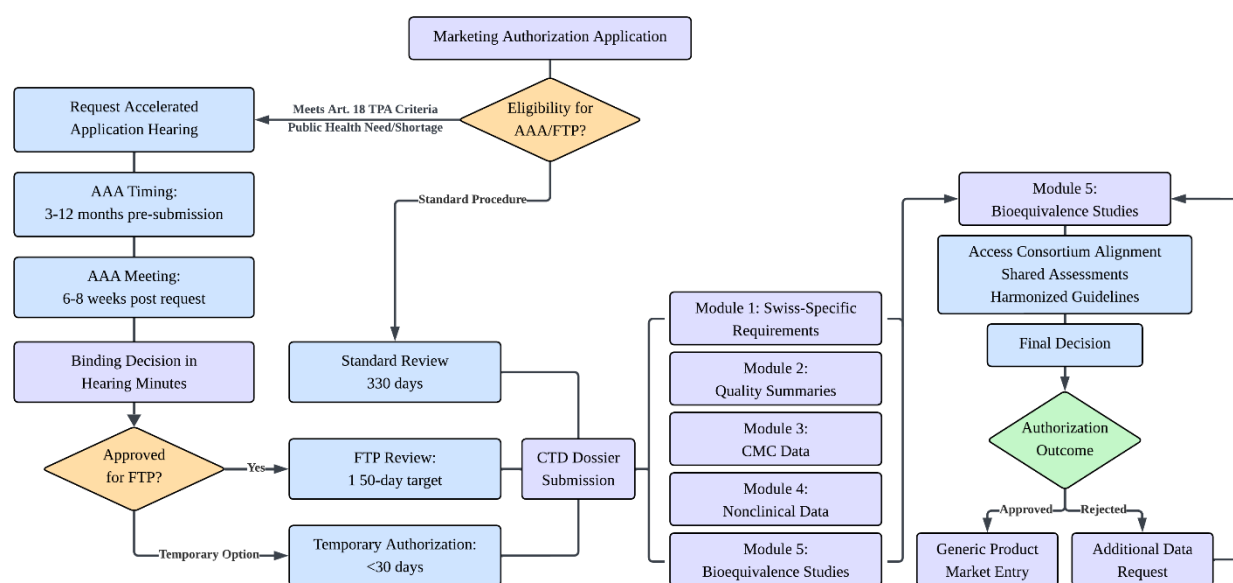 Marketing Authorization Application
Eligibility for
AAA/FTP?
Meets Art. 18 TPA Criteria
Public Health Need/Shortage
Request Accelerated
Application Hearing
AAA Timing:
3-12 months pre-submission
AAA Meeting:
6-8 weeks post request
Binding Decision in
Hearing Minutes
Approved
for FTP?
Yes
Temporary Option
Standard Procedure
Standard Review
330 days
FTP Review:
1 50-day target
Temporary Authorization:
<30 days
CTD Dossier
Submission
Module 1: Swiss-Specific
Requirements
Module 2:
Quality Summaries
Module 3:
CMC Data
Module 4:
Nonclinical Data
Module 5:
Bioequivalence Studies
Module 5:
Bioequivalence Studies
Access Consortium Alignment
Shared Assessments
Harmonized Guidelines
Final Decision
Authorization
Outcome
Approved
Rejected
Generic Product
Market Entry
Additional Data
Request